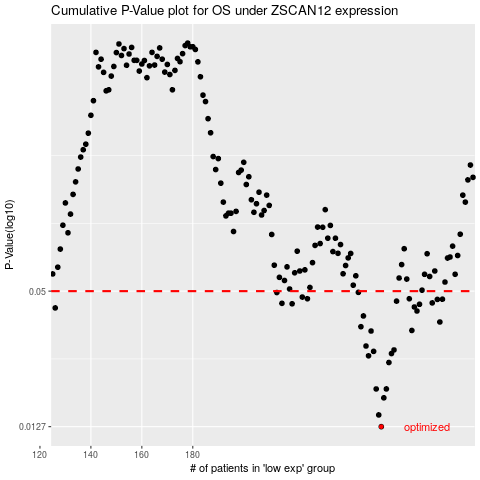 Cumulative P-Value plot for OS under ZSCAN12 expression
P-Value(log10)
0.05
0.0127
optimized
120 140 160 180
# of patients in 'low exp' group